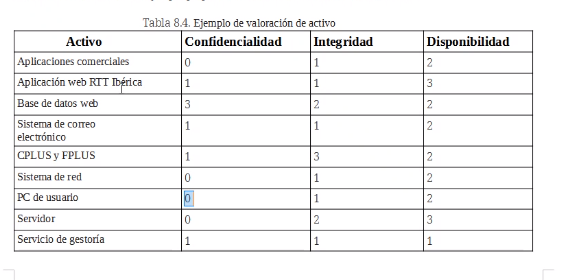 Tabla 8.4. Ejemplo de valoración de activo
Activo Confidencialidad Integridad Disponibilidad
Aplicaciones comerciales 0 1 2
Aplicación web RTT Ibérica 1 1 3
Base de datos web 3 2 2
Sistema de correo
electrónico 1 1 2
CPLUS y FPLUS 1 3 2
Sistema de red 0 1 2
PC de usuario 0 1 2
Servidor 0 2 3
Servicio de gestoría 1 1 1